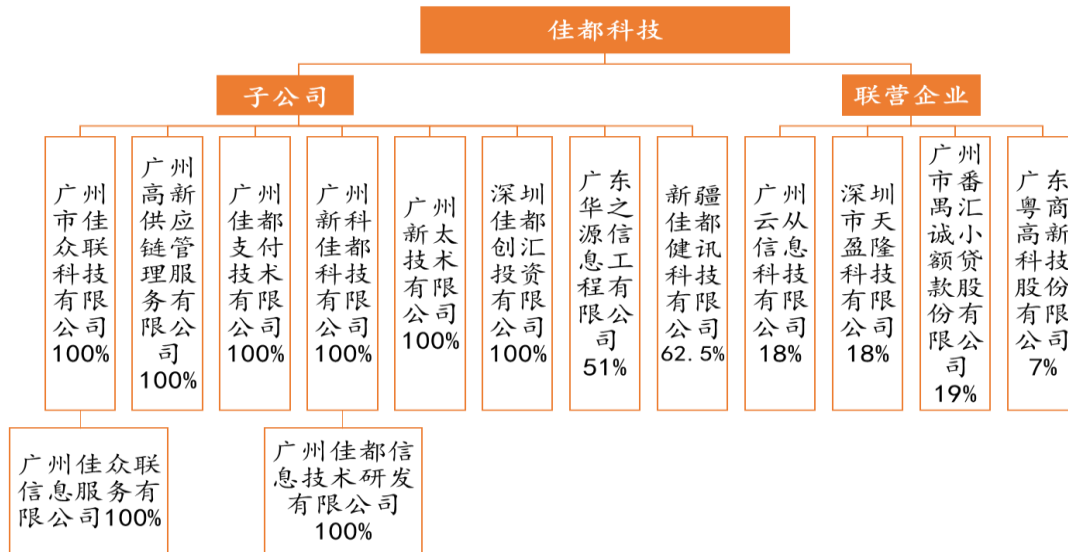 佳都科技
子公司
联营企业
广州
市佳
众联
科技
有限
公司
100%
广州
高新
供应
链管
理服
务有
限公
司
100%
广州
佳都
支付
技术
有限
公司
100%
广州
新科
佳都
科技
有限
公司
100%
广州
新太
技术
有限
公司
100%
深圳
佳都
创汇
投资
有限
公司
100%
广东
华之
源信
息工
程有
限公
司
51%
新疆
佳都
健讯
科技
有限
公司
62.5%
广州
云从
信息
科技
有限
公司
18%
深圳
市天
盈隆
科技
有限
公司
18%
广州
市番
禺汇
诚小
额贷
款股
份有
限公
司
19%
广东
粤商
高新
科技
股份
有限
公司
7%
广州佳众联
信息服务有
限公司100%
广州佳都信
息技术研发
有限公司
100%